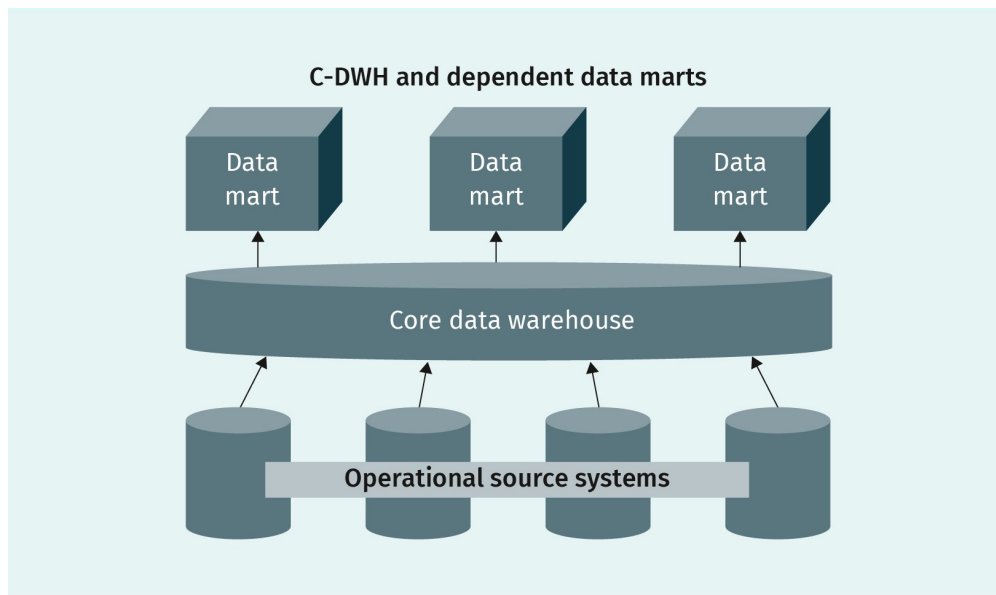 C-DWH and dependent data marts
Data
mart
Data
mart
Data
mart
Core data warehouse
Operational source systems